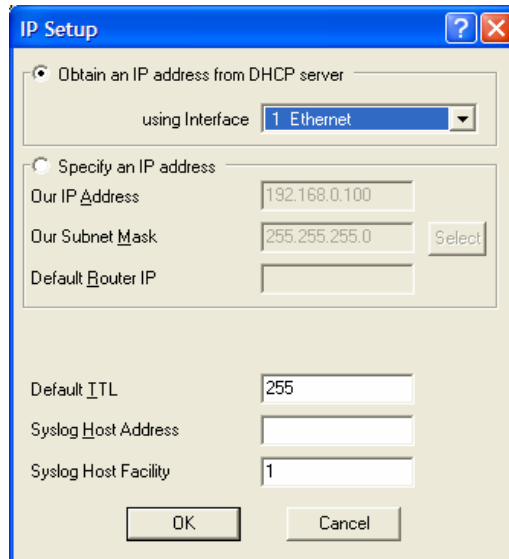 IP Setup
Obtain an IP address from DHCP server
using Interface 1 Ethernet
Specify an IP address
Our IP Address 192.168.0.100
Our Subnet Mask 255.255.255.0 Select
Default Router IP
Default TTL 255
Syslog Host Address
Syslog Host Facility 1
OK Cancel